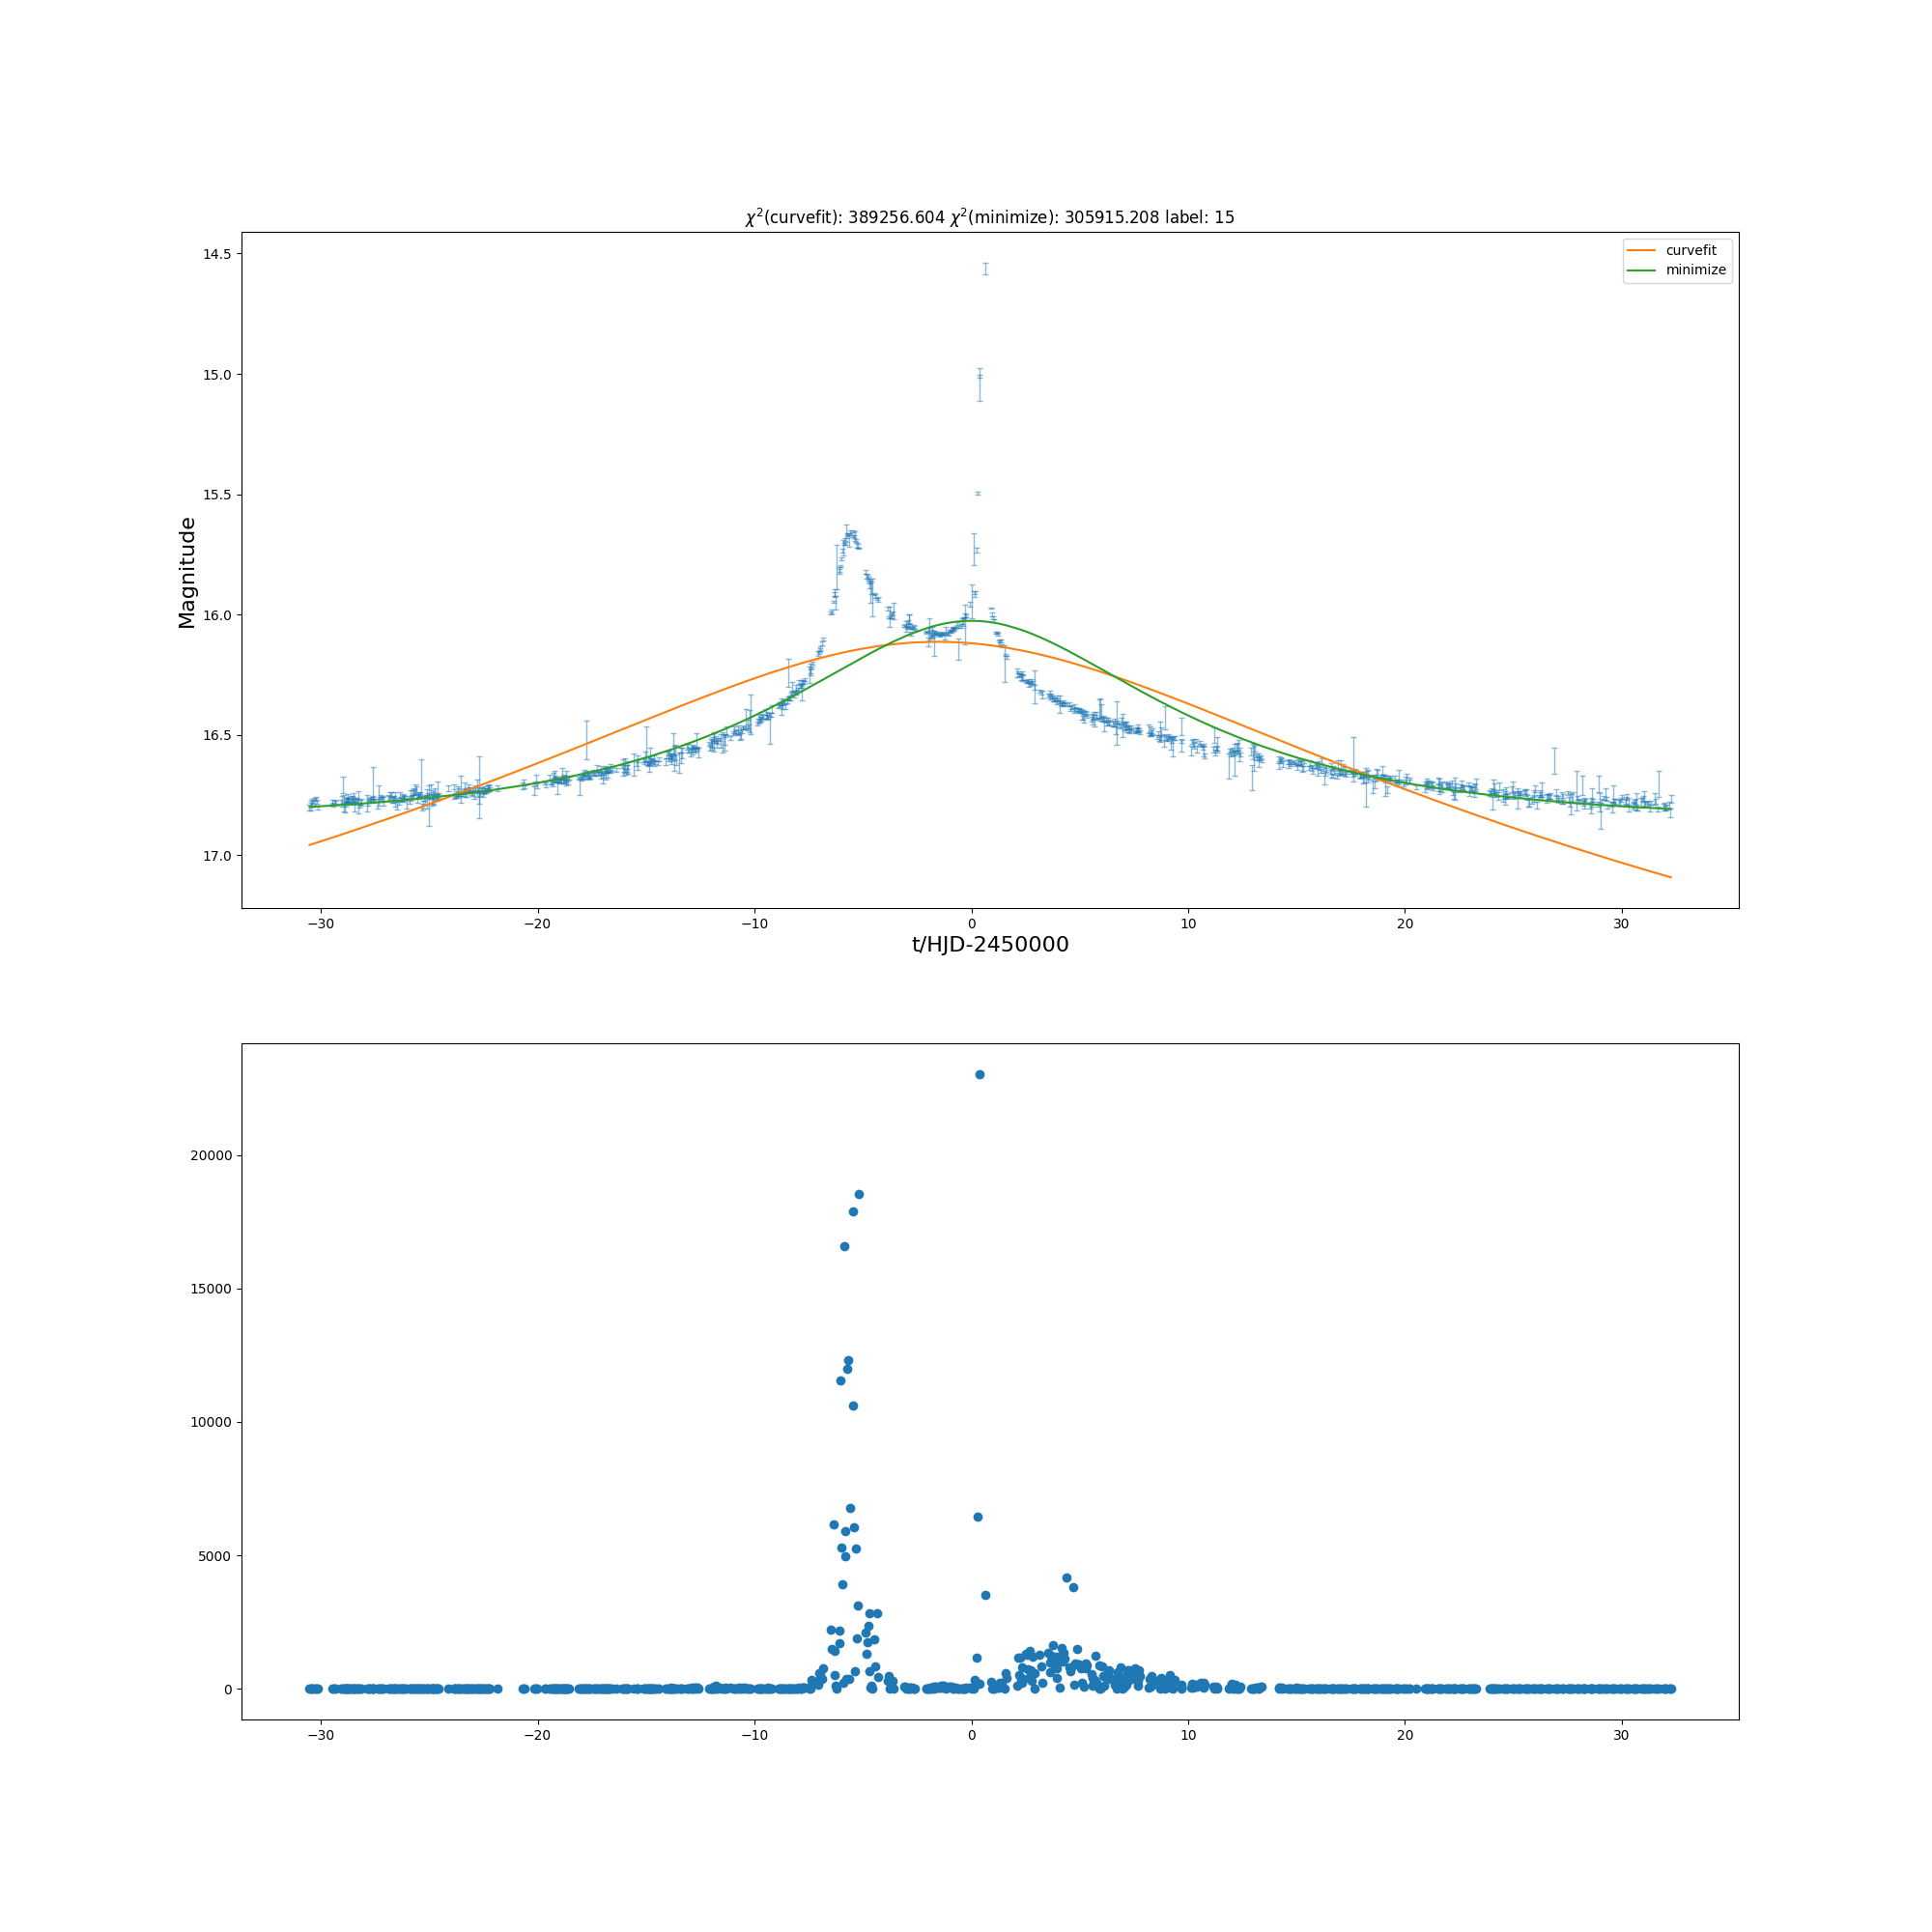 χ²(curvefit): 389256.604 χ²(minimize): 305915.208 label: 15
curvefit
minimize
14.5
15.0
15.5
16.0
16.5
17.0
Magnitude
−30 −20 −10 0 10 20 30
t/HJD-2450000
20000
15000
10000
5000
0
−30 −20 −10 0 10 20 30